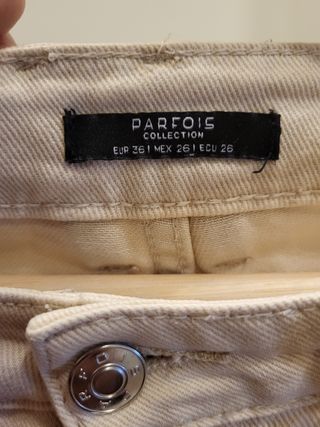 PARFOIS
COLLECTION
EUR 36 | MEX 26 | ECU 26